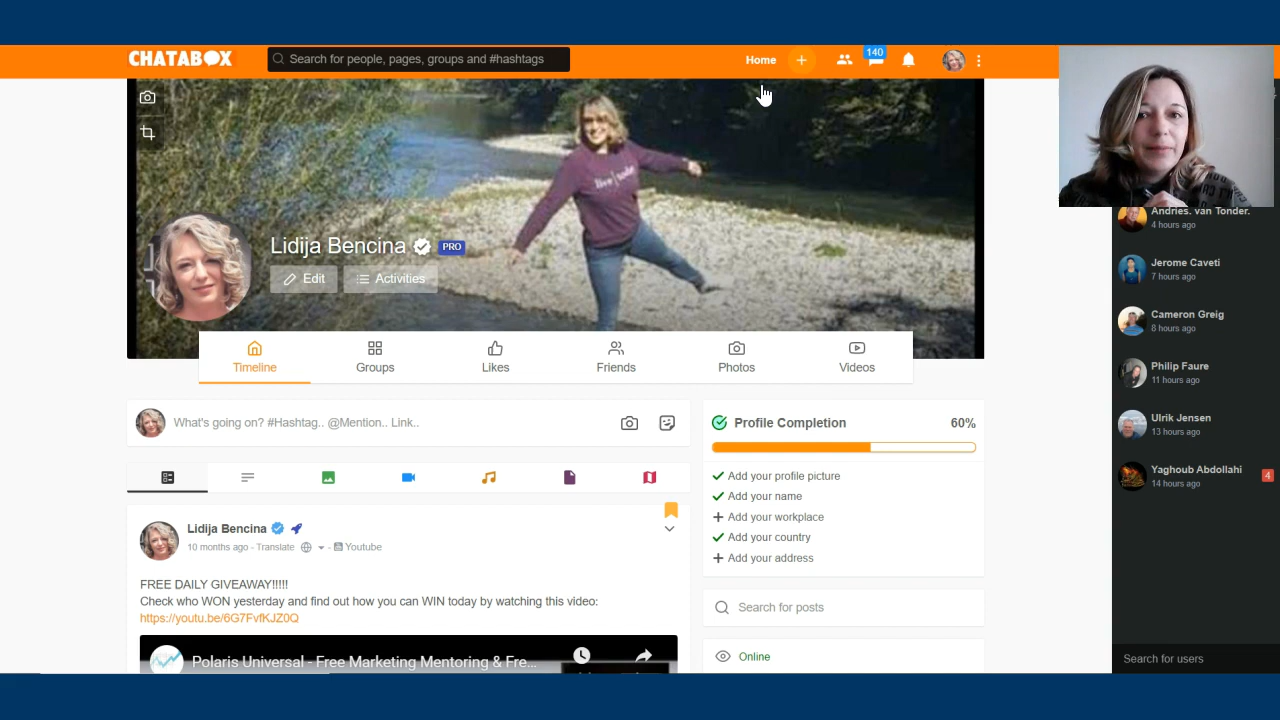 CHATABOX
Search for people, pages, groups and #hashtags
Home
140
live
Lidija Bencina PRO
Edit
Activities
Timeline
Groups
Likes
Friends
Photos
Videos
What's going on? #Hashtag.. @Mention.. Link..
Lidija Bencina
10 months ago - Translate
- Youtube
FREE DAILY GIVEAWAY!!!!!
Check who WON yesterday and find out how you can WIN today by watching this video:
https://youtu.be/6G7FvfKJZ0Q
Polaris Universal - Free Marketing Mentoring & Fre...
Profile Completion 60%
Add your profile picture
Add your name
Add your workplace
Add your country
Add your address
Search for posts
Online
Andries. van Tonder.
4 hours ago
Jerome Caveti
7 hours ago
Cameron Greig
8 hours ago
Philip Faure
11 hours ago
Ulrik Jensen
13 hours ago
Yaghoub Abdollahi
14 hours ago
4
Search for users